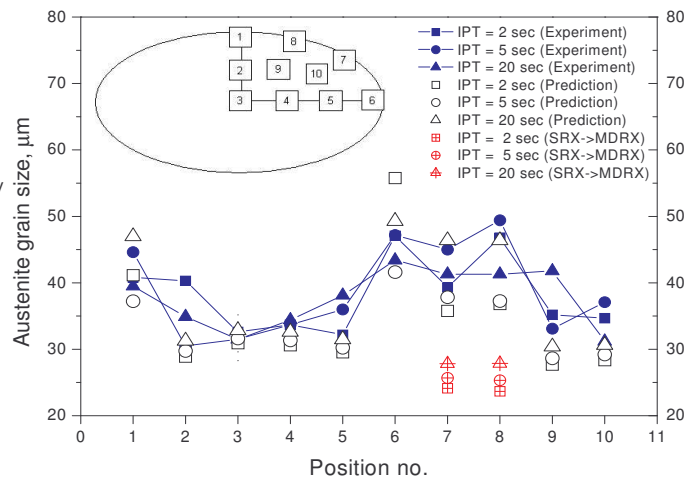 80
70
60
50
40
30
20
80
70
60
50
40
30
20
0 1 2 3 4 5 6 7 8 9 10 11
Austenite grain size, μm
Position no.
1
8
7
2
9
10
3
4
5
6
IPT = 2 sec (Experiment)
IPT = 5 sec (Experiment)
IPT = 20 sec (Experiment)
IPT = 2 sec (Prediction)
IPT = 5 sec (Prediction)
IPT = 20 sec (Prediction)
IPT = 2 sec (SRX->MDRX)
IPT = 5 sec (SRX->MDRX)
IPT = 20 sec (SRX->MDRX)